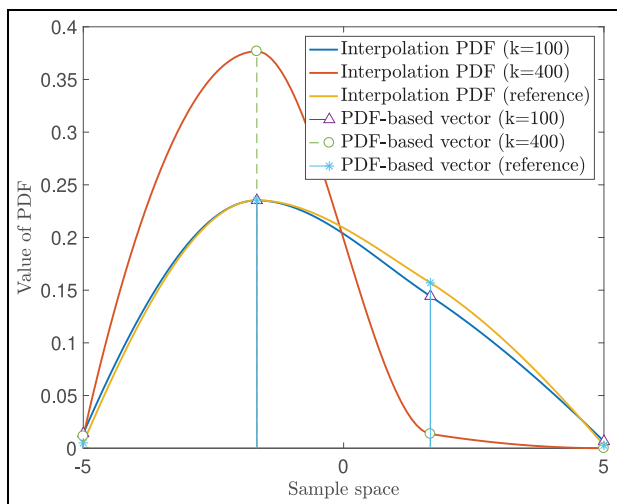 0.4
0.35
0.3
0.25
0.2
0.15
0.1
0.05
0
Value of PDF
Interpolation PDF (k=100)
Interpolation PDF (k=400)
Interpolation PDF (reference)
PDF-based vector (k=100)
PDF-based vector (k=400)
PDF-based vector (reference)
-5
0
5
Sample space